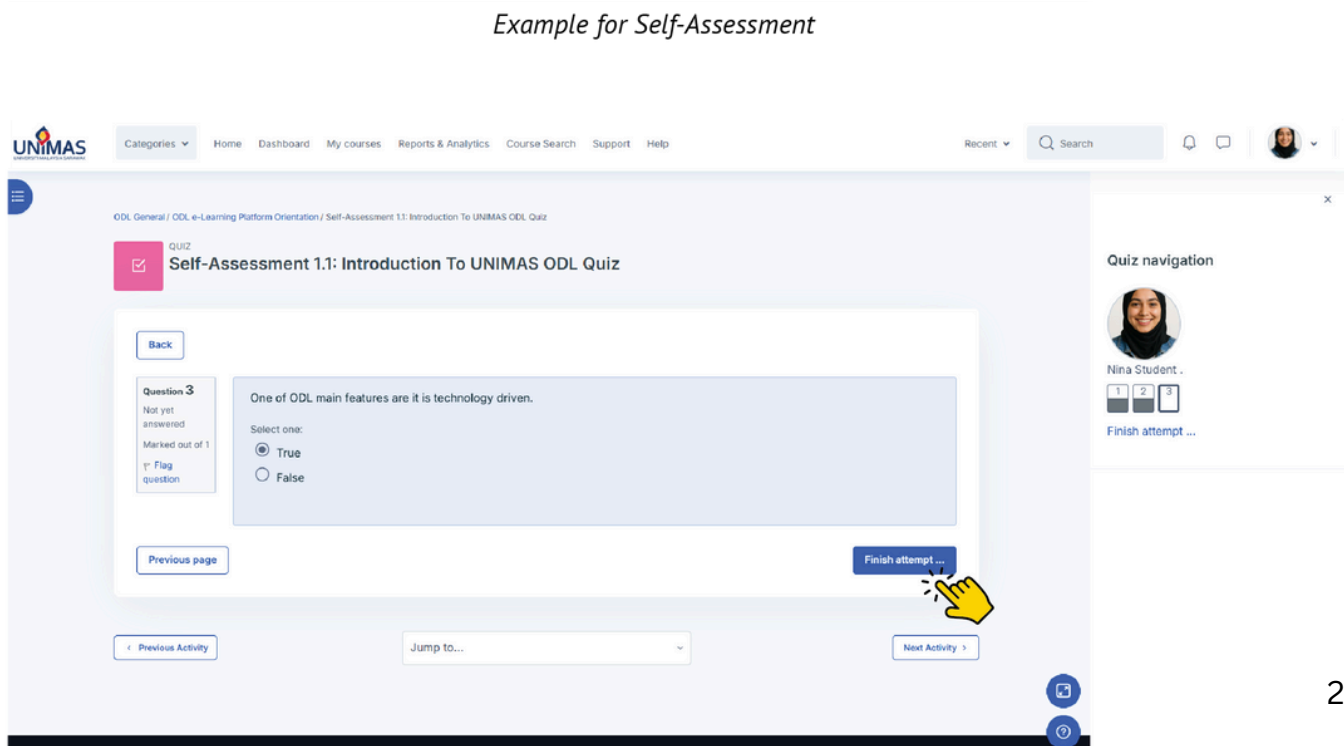 Example for Self-Assessment
UNIMAS
UNIVERSITI MALAYSIA SARAWAK
Categories
Home
Dashboard
My courses
Reports & Analytics
Course Search
Support
Help
Recent
Search
ODL General / ODL e-Learning Platform Orientation / Self-Assessment 1.1: Introduction To UNIMAS ODL Quiz
QUIZ
Self-Assessment 1.1: Introduction To UNIMAS ODL Quiz
Back
Question 3
Not yet
answered
Marked out of 1
Flag
question
One of ODL main features are it is technology driven.
Select one:
True
False
Previous page
Finish attempt ...
Previous Activity
Jump to...
Next Activity
Quiz navigation
Nina Student .
1 2 3
Finish attempt ...
2